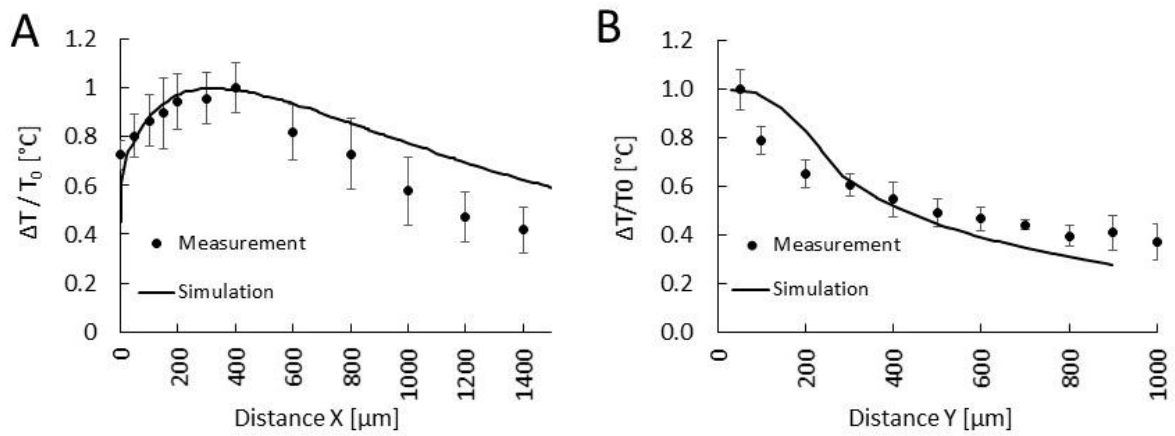 A
1.2
1
0.8
0.6
0.4
0.2
0
ΔT / T₀ [°C]
Measurement
Simulation
0
200
400
600
800
1000
1200
1400
Distance X [µm]
B
1.2
1.0
0.8
0.6
0.4
0.2
0.0
ΔT/T0 [°C]
Measurement
Simulation
0
200
400
600
800
1000
Distance Y [µm]